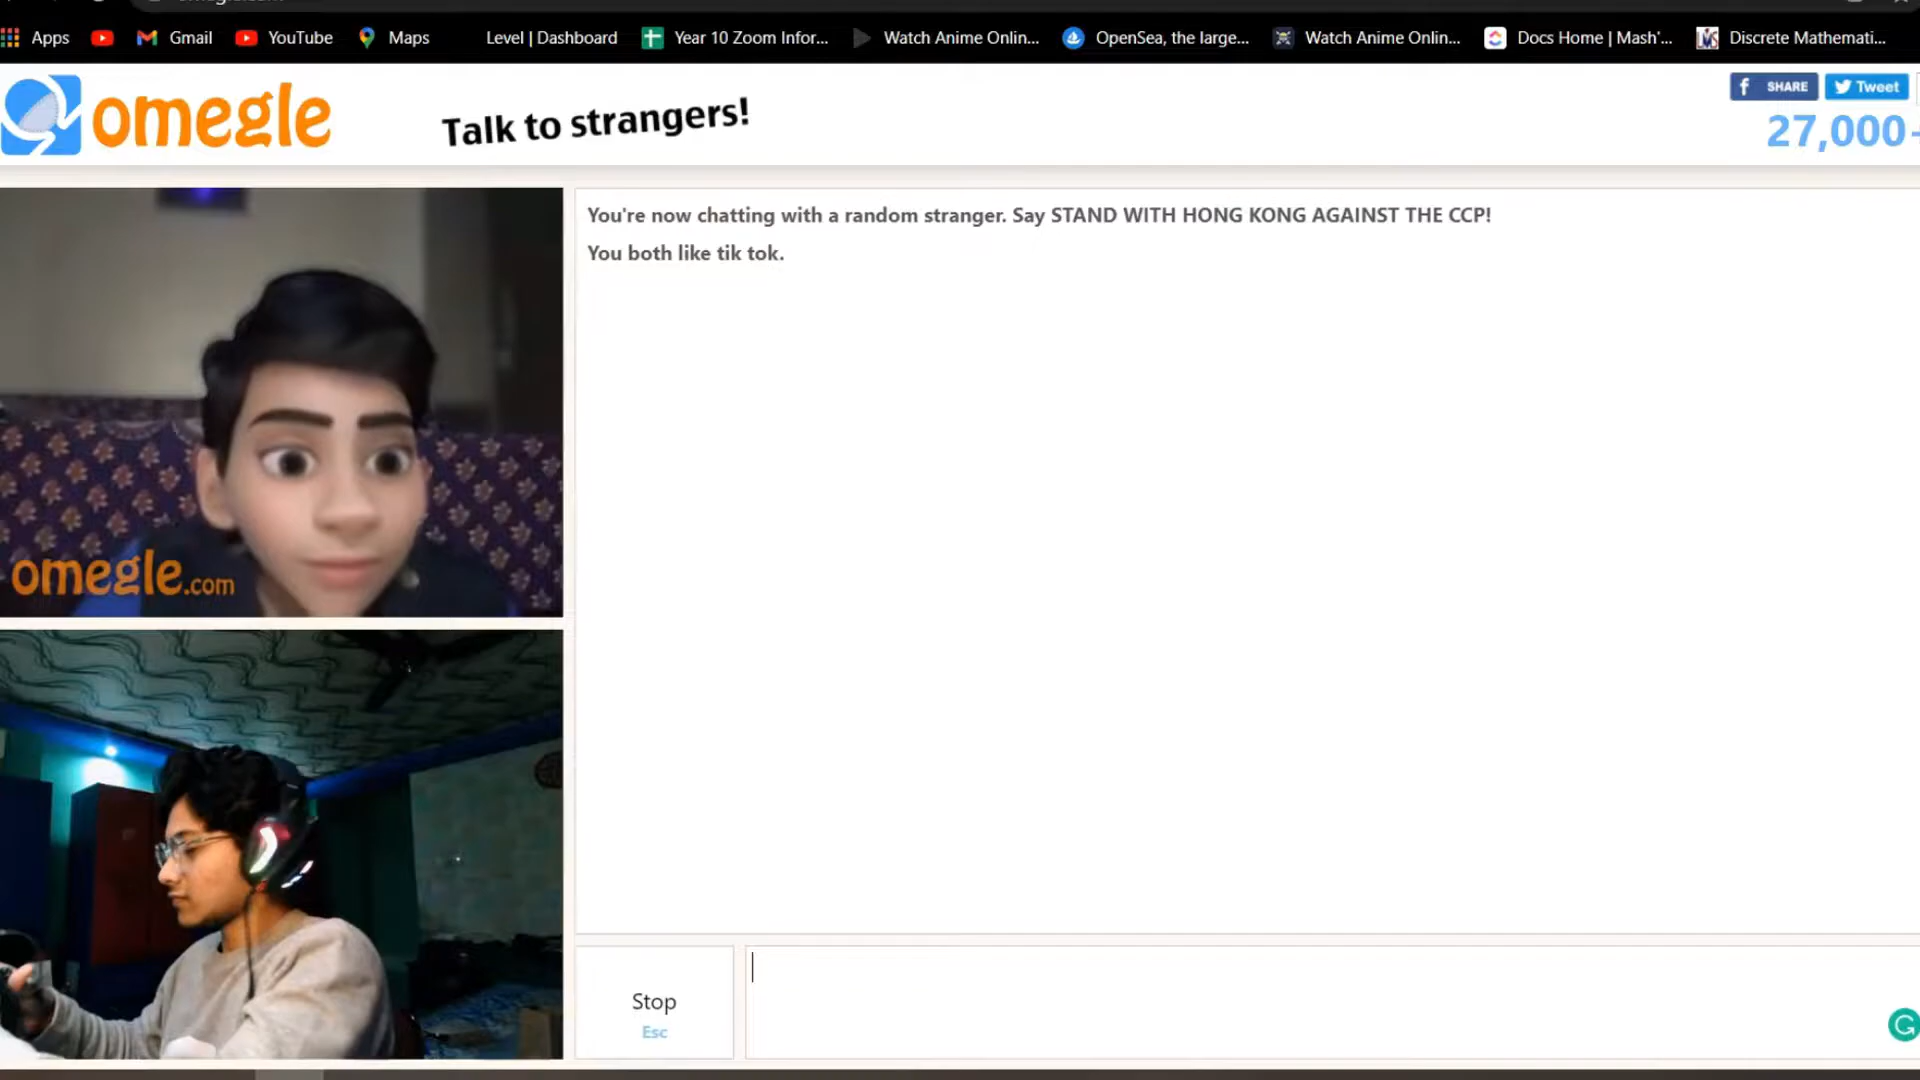 Apps Gmail YouTube Maps Level | Dashboard Year 10 Zoom Infor... Watch Anime Onlin... OpenSea, the large... Watch Anime Onlin... Docs Home | Mash'... Discrete Mathemati...
omegle
Talk to strangers!
SHARE
Tweet
27,000
You're now chatting with a random stranger. Say STAND WITH HONG KONG AGAINST THE CCP!
You both like tik tok.
omegle.com
Stop
Esc